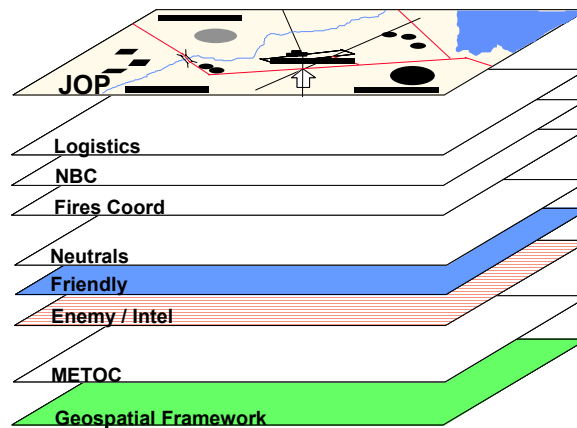 JOP
Logistics
NBC
Fires Coord
Neutrals
Friendly
Enemy / Intel
METOC
Geospatial Framework